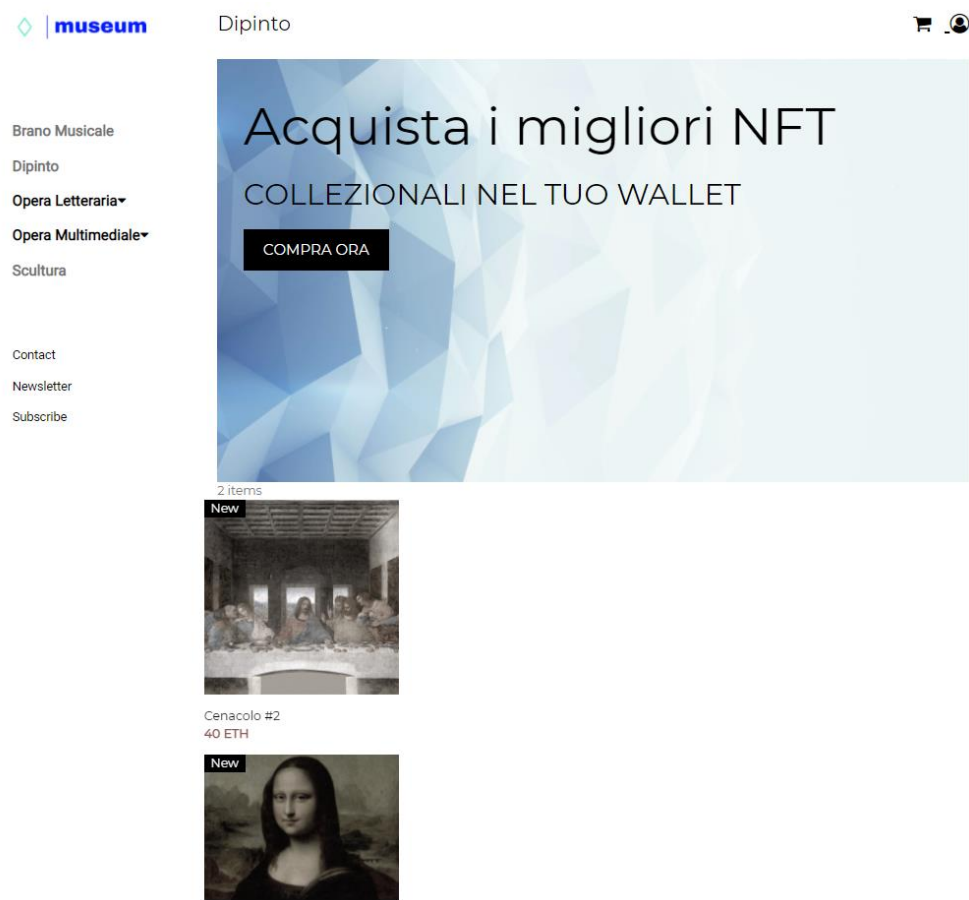 museum
Dipinto
Brano Musicale
Dipinto
Opera Letteraria
Opera Multimediale
Scultura
Contact
Newsletter
Subscribe
Acquista i migliori NFT
COLLEZIONALI NEL TUO WALLET
COMPRA ORA
2 items
New
Cenacolo #2
40 ETH
New